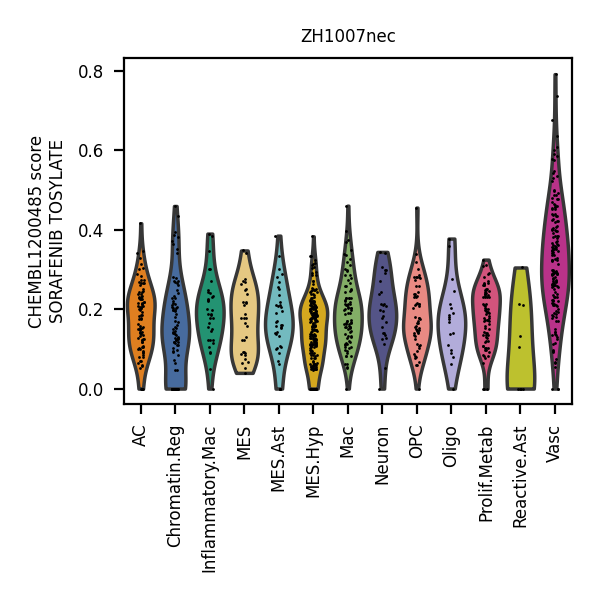 ZH1007nec
CHEMBL1200485 score
SORAFENIB TOSYLATE
0.8
0.6
0.4
0.2
0.0
AC
Chromatin.Reg
Inflammatory.Mac
MES
MES.Ast
MES.Hyp
Mac
Neuron
OPC
Oligo
Prolif.Metab
Reactive.Ast
Vasc